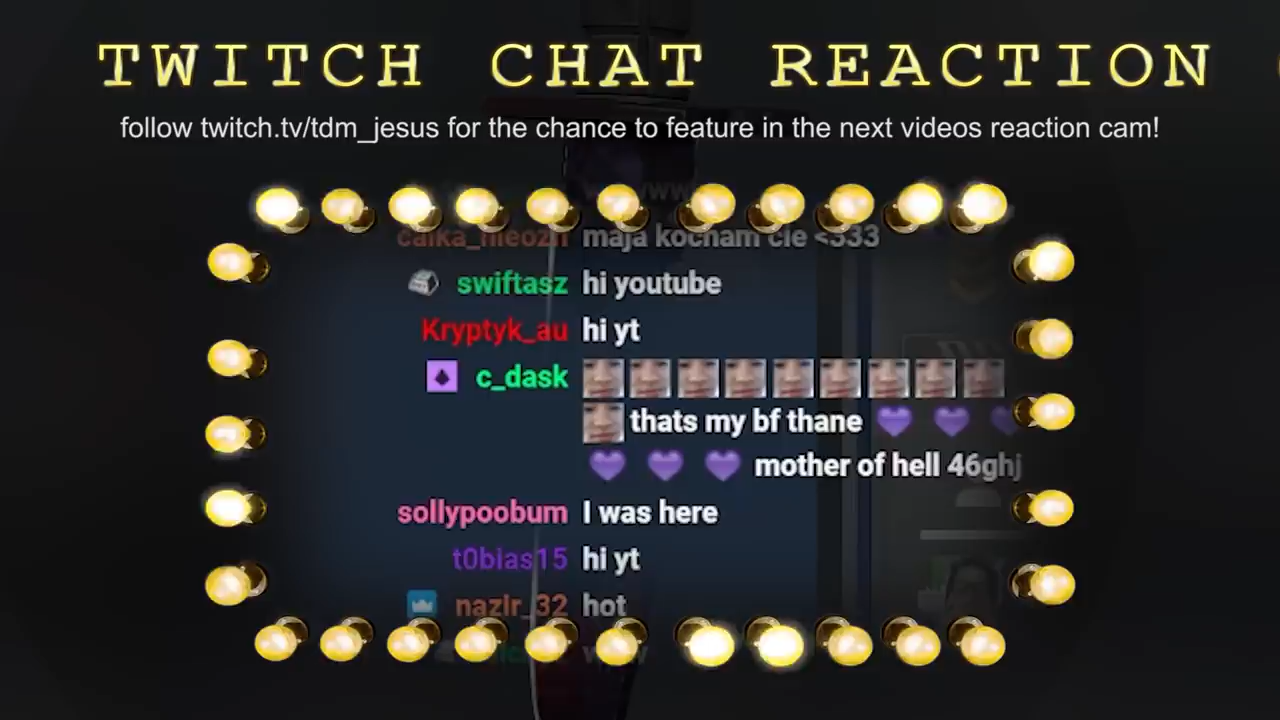 TWITCH CHAT REACTION
follow twitch.tv/tdm_jesus for the chance to feature in the next videos reaction cam!
maja kocham cie <333
swiftasz hi youtube
Kryptyk_au hi yt
c_dask
thats my bf thane
mother of hell 46ghj
sollypoobum I was here
t0bias15 hi yt
nazlr_32 hot